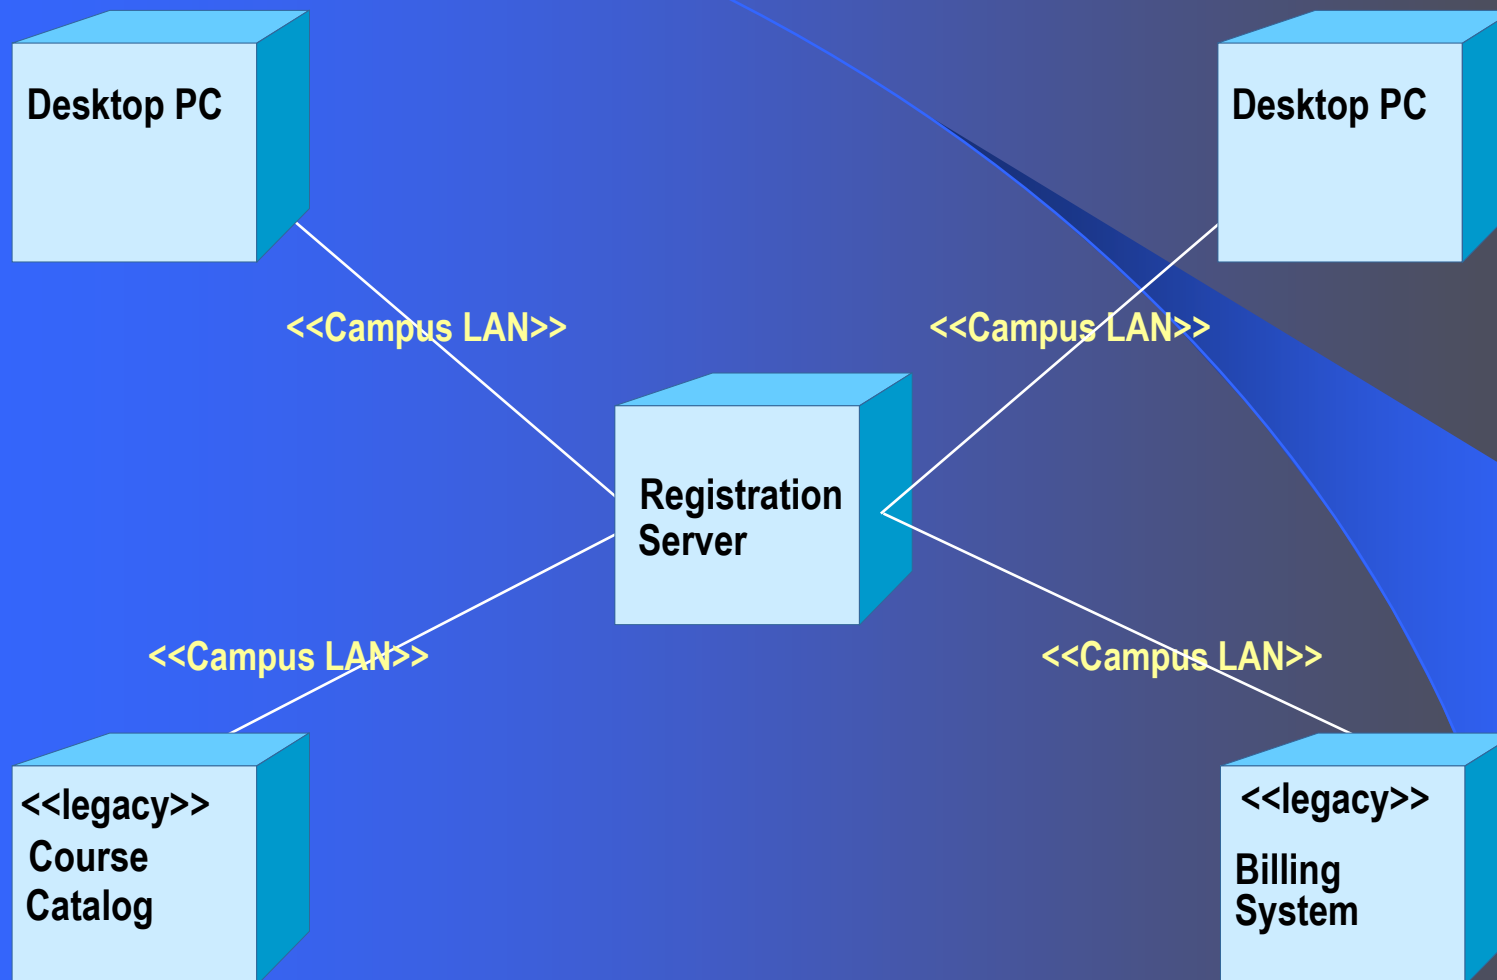 Desktop PC
Desktop PC
<<Campus LAN>>
<<Campus LAN>>
Registration
Server
<<Campus LAN>>
<<Campus LAN>>
<<legacy>>
Course
Catalog
<<legacy>>
Billing
System